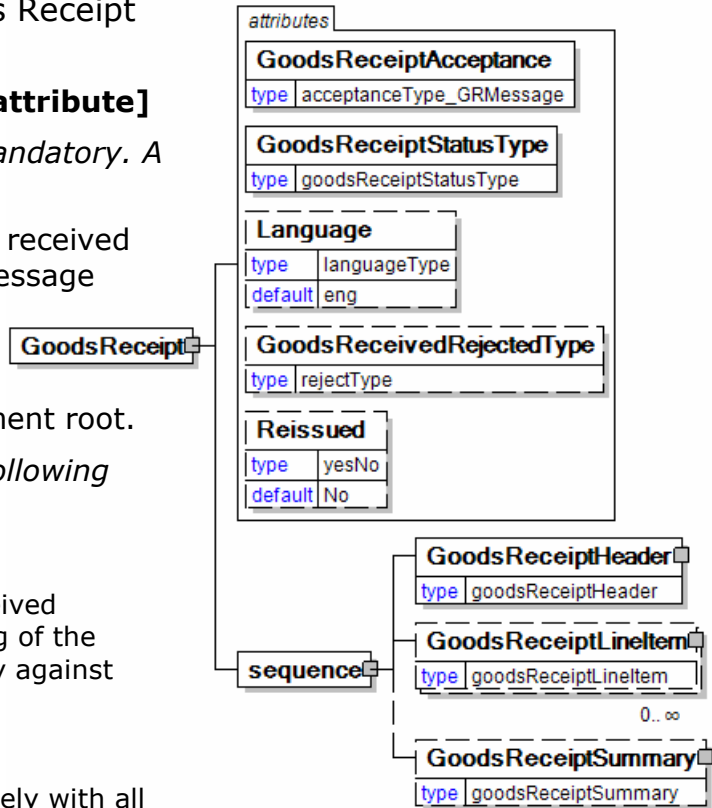 s Receipt
attribute]
andatory. A
received
essage
ment root.
ollowing
ived
g of the
y against
ely with all
GoodsReceipt
attributes
GoodsReceiptAcceptance
type acceptanceType_GRMessage
GoodsReceiptStatusType
type goodsReceiptStatusType
Language
type languageType
default eng
GoodsReceivedRejectedType
type rejectType
Reissued
type yesNo
default No
sequence
GoodsReceiptHeader
type goodsReceiptHeader
GoodsReceiptLineItem
type goodsReceiptLineItem
0.. ∞
GoodsReceiptSummary
type goodsReceiptSummary